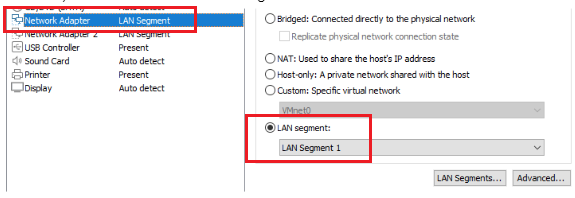 Network Adapter LAN Segment
Network Adapter 2 LAN Segment
USB Controller Present
Sound Card Auto detect
Printer Present
Display Auto detect
Bridged: Connected directly to the physical network
Replicate physical network connection state
NAT: Used to share the host's IP address
Host-only: A private network shared with the host
Custom: Specific virtual network
VMnet0
LAN segment:
LAN Segment 1
LAN Segments... Advanced...